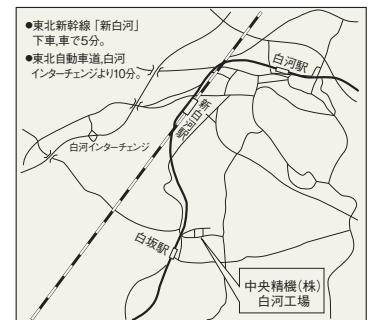 ●東北新幹線「新白河」
下車,車で5分。
●東北自動車道,白河
インターチェンジより10分。
白河駅
新白河駅
白河インターチェンジ
白坂駅
中央精機(株)
白河工場